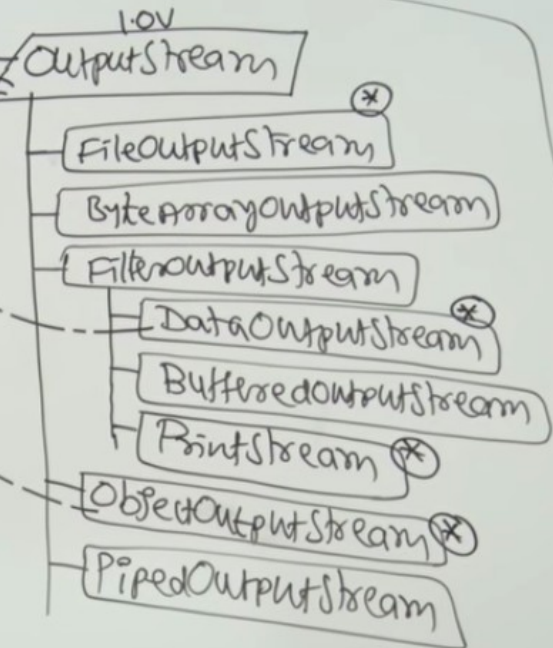 1.0V
OutputStream
*
FileOutputStream
ByteArrayOutputStream
FilterOutputStream
*
DataOutputStream
BufferedOutputStream
PrintStream *
ObjectOutputStream *
PipedOutputStream